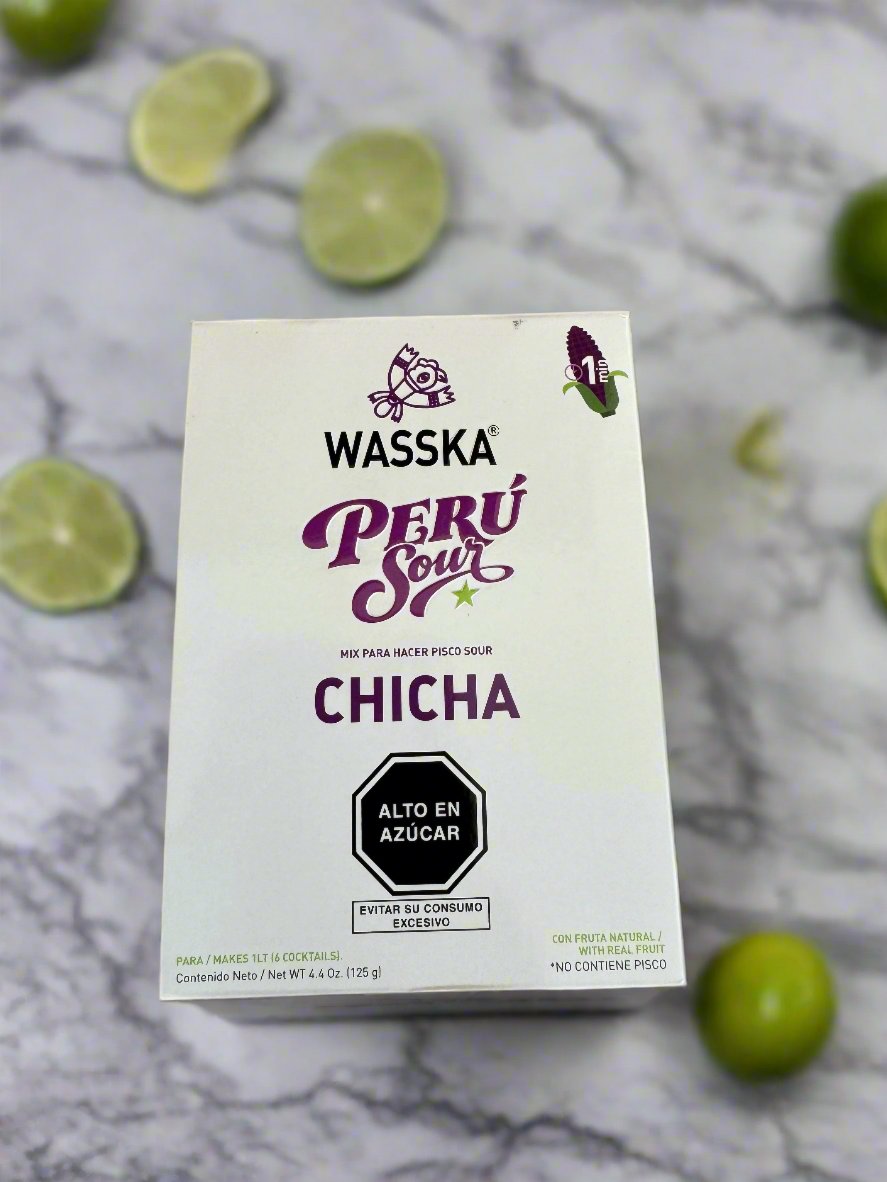 1 min
WASSKA®
PERÚ
Sour
MIX PARA HACER PISCO SOUR
CHICHA
ALTO EN
AZÚCAR
EVITAR SU CONSUMO
EXCESIVO
PARA / MAKES 1LT (6 COCKTAILS).
Contenido Neto / Net WT 4.4 Oz. (125 g)
CON FRUTA NATURAL /
WITH REAL FRUIT
*NO CONTIENE PISCO